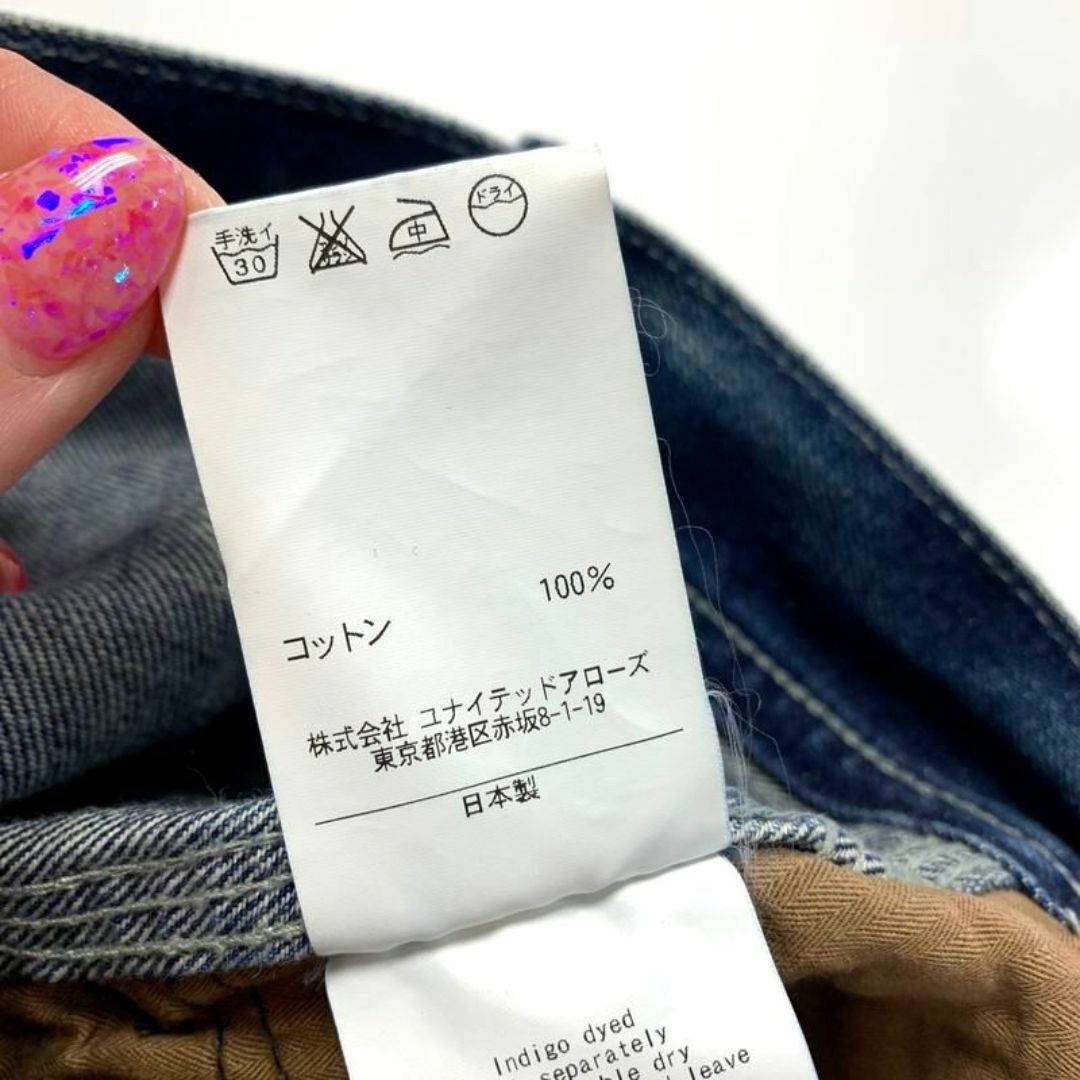 手洗イ 30 中 ドライ
100%
コットン
株式会社 ユナイテッドアローズ
東京都港区赤坂8-1-19
日本製
Indigo dyed
separately
dry
leave